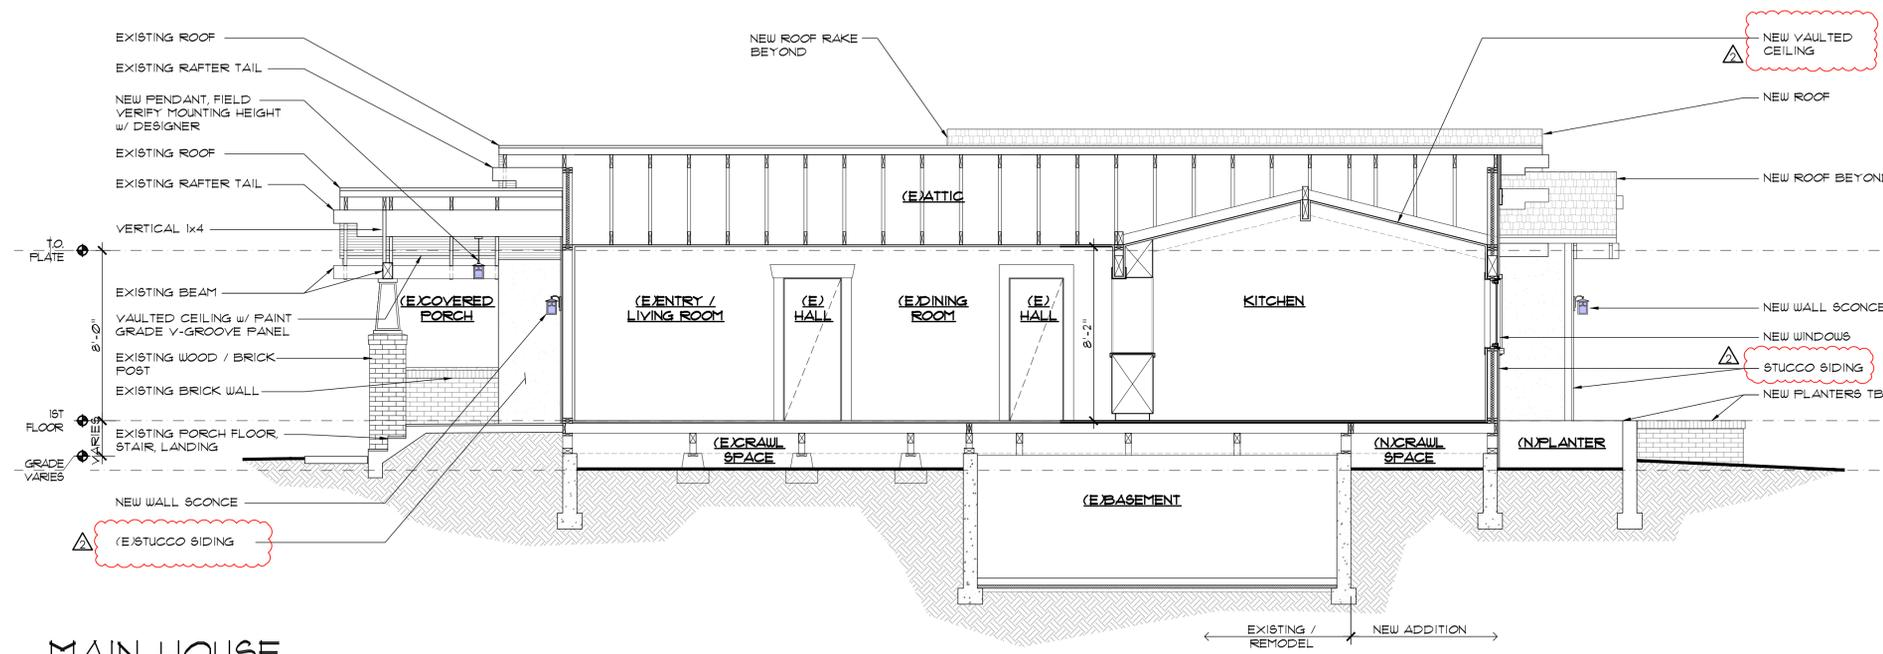 EXISTING ROOF
EXISTING RAFTER TAIL
NEW PENDANT, FIELD
VERIFY MOUNTING HEIGHT
w/ DESIGNER
EXISTING ROOF
EXISTING RAFTER TAIL
VERTICAL 1x4
T.O.
PLATE
EXISTING BEAM
VAULTED CEILING w/ PAINT
GRADE V-GROOVE PANEL
8'-0"
EXISTING WOOD / BRICK
POST
EXISTING BRICK WALL
1ST
FLOOR
VARIES
EXISTING PORCH FLOOR,
STAIR, LANDING
GRADE
VARIES
NEW WALL SCONCE
2
(E)STUCCO SIDING
NEW ROOF RAKE
BEYOND
(E)ATTIC
(E)COVERED
PORCH
(E)ENTRY /
LIVING ROOM
(E)
HALL
(E)DINING
ROOM
(E)
HALL
8'-2"
KITCHEN
(E)CRAWL
SPACE
(E)BASEMENT
(N)CRAWL
SPACE
(N)PLANTER
NEW VAULTED
CEILING
2
NEW ROOF
NEW ROOF BEYOND
NEW WALL SCONCE
NEW WINDOWS
2
STUCCO SIDING
NEW PLANTERS TB
EXISTING /
REMODEL
NEW ADDITION
MAIN HOUSE